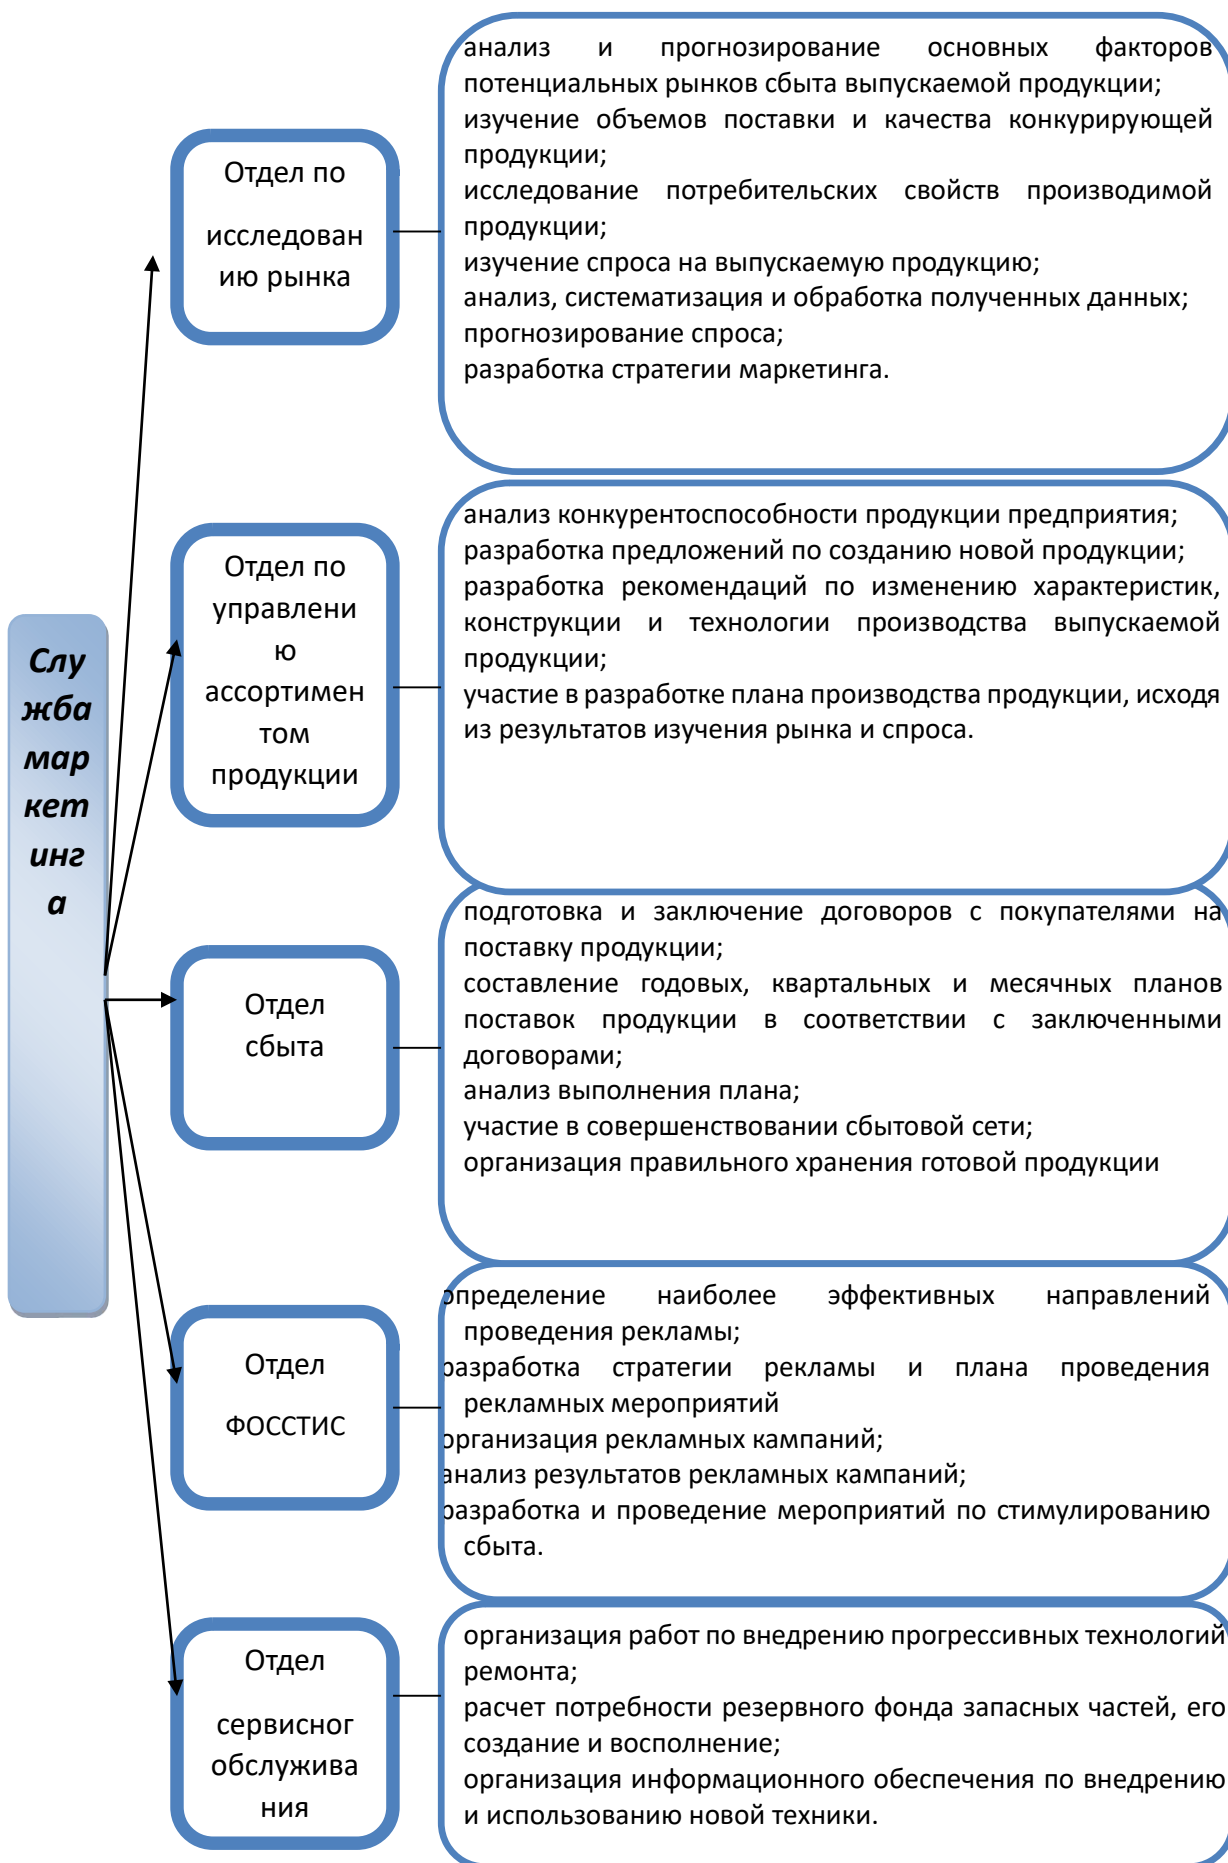 Слу
жба
мар
кет
инг
а
Отдел по
исследован
ию рынка
анализ и прогнозирование основных факторов
потенциальных рынков сбыта выпускаемой продукции;
изучение объемов поставки и качества конкурирующей
продукции;
исследование потребительских свойств производимой
продукции;
изучение спроса на выпускаемую продукцию;
анализ, систематизация и обработка полученных данных;
прогнозирование спроса;
разработка стратегии маркетинга.
Отдел по
управлени
ю
ассортимен
том
продукции
анализ конкурентоспособности продукции предприятия;
разработка предложений по созданию новой продукции;
разработка рекомендаций по изменению характеристик,
конструкции и технологии производства выпускаемой
продукции;
участие в разработке плана производства продукции, исходя
из результатов изучения рынка и спроса.
Отдел
сбыта
подготовка и заключение договоров с покупателями на
поставку продукции;
составление годовых, квартальных и месячных планов
поставок продукции в соответствии с заключенными
договорами;
анализ выполнения плана;
участие в совершенствовании сбытовой сети;
организация правильного хранения готовой продукции
Отдел
ФОССТИС
определение наиболее эффективных направлений
проведения рекламы;
разработка стратегии рекламы и плана проведения
рекламных мероприятий
организация рекламных кампаний;
анализ результатов рекламных кампаний;
разработка и проведение мероприятий по стимулированию
сбыта.
Отдел
сервисног
обслужива
ния
организация работ по внедрению прогрессивных технологий
ремонта;
расчет потребности резервного фонда запасных частей, его
создание и восполнение;
организация информационного обеспечения по внедрению
и использованию новой техники.